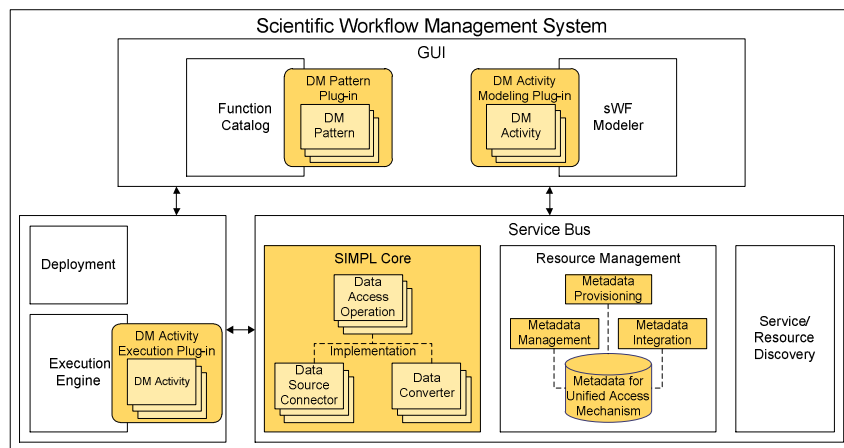 Scientific Workflow Management System
GUI
Function
Catalog
DM Pattern
Plug-in
DM
Pattern
DM Activity
Modeling Plug-in
DM
Activity
sWF
Modeler
Deployment
Execution
Engine
DM Activity
Execution Plug-in
DM Activity
Service Bus
SIMPL Core
Data
Access
Operation
Implementation
Data
Source
Connector
Data
Converter
Resource Management
Metadata
Provisioning
Metadata
Management
Metadata
Integration
Metadata for
Unified Access
Mechanism
Service/
Resource
Discovery